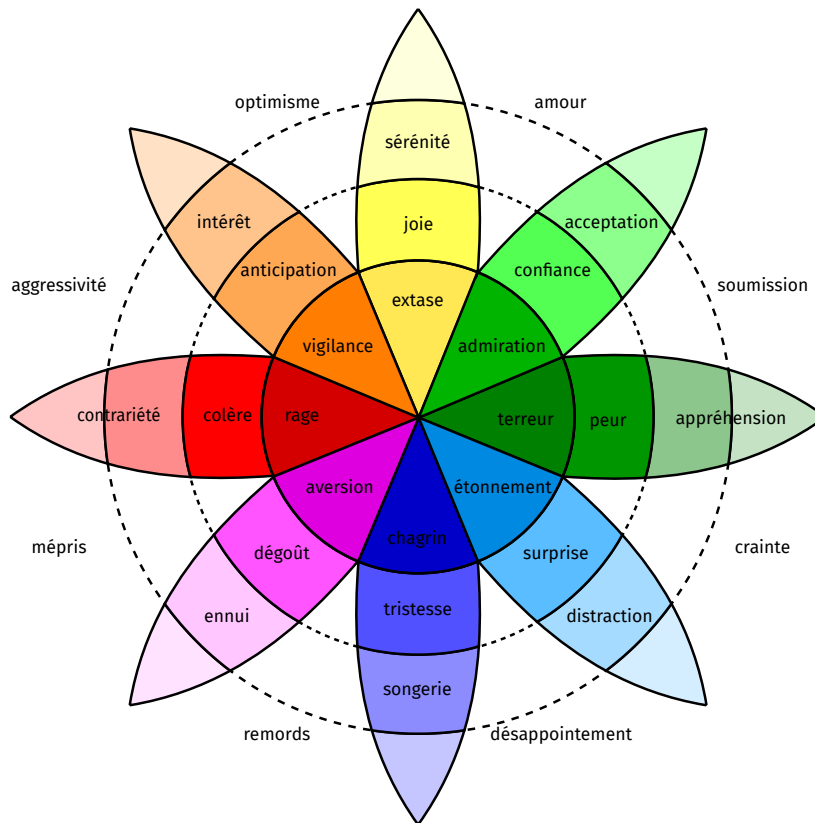 optimisme
amour
sérénité
intérêt
joie
acceptation
anticipation
confiance
aggressivité
soumission
extase
vigilance
admiration
contrariété
colère
rage
terreur
peur
appréhension
aversion
étonnement
chagrin
mépris
dégoût
surprise
crainte
ennui
tristesse
distraction
songerie
remords
désappointement